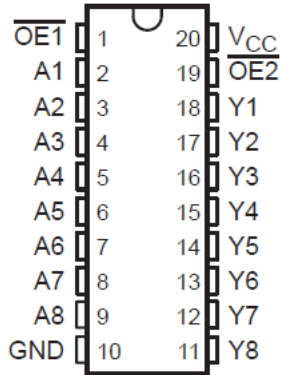 OE1 1 20 VCC
A1 2 19 OE2
A2 3 18 Y1
A3 4 17 Y2
A4 5 16 Y3
A5 6 15 Y4
A6 7 14 Y5
A7 8 13 Y6
A8 9 12 Y7
GND 10 11 Y8